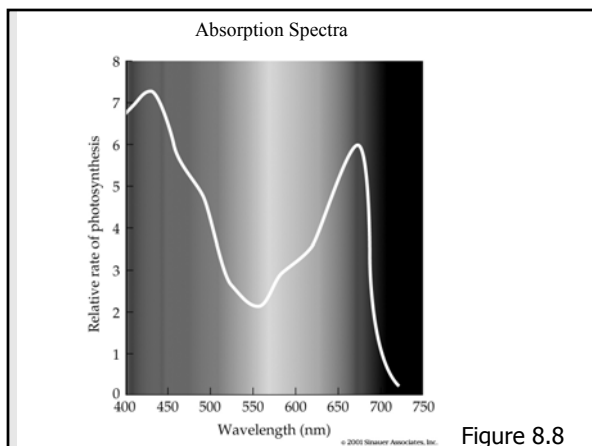 Absorption Spectra
8
7
6
5
4
3
2
1
0
Relative rate of photosynthesis
400 450 500 550 600 650 700 750
Wavelength (nm)
© 2001 Sinauer Associates, Inc.
Figure 8.8